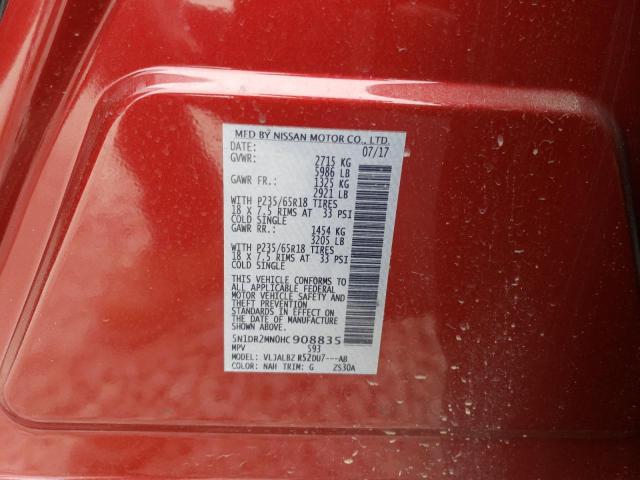 MFD BY NISSAN MOTOR CO., LTD.
DATE: 07/17
GVWR: 2715 KG
5986 LB
GAWR FR.: 1325 KG
2921 LB
WITH P235/65R18 TIRES
18 X 7.5 RIMS AT 33 PSI
COLD SINGLE
GAWR RR.: 1454 KG
3205 LB
WITH P235/65R18 TIRES
18 X 7.5 RIMS AT 33 PSI
COLD SINGLE
THIS VEHICLE CONFORMS TO
ALL APPLICABLE FEDERAL
MOTOR VEHICLE SAFETY AND
THEFT PREVENTION
STANDARDS IN EFFECT ON
THE DATE OF MANUFACTURE
SHOWN ABOVE.
5N1DR2MN0HC908835
MPV 593
MODEL: VLJALBZ R52DU7---AB
COLOR: NAH TRIM: G ZS30A